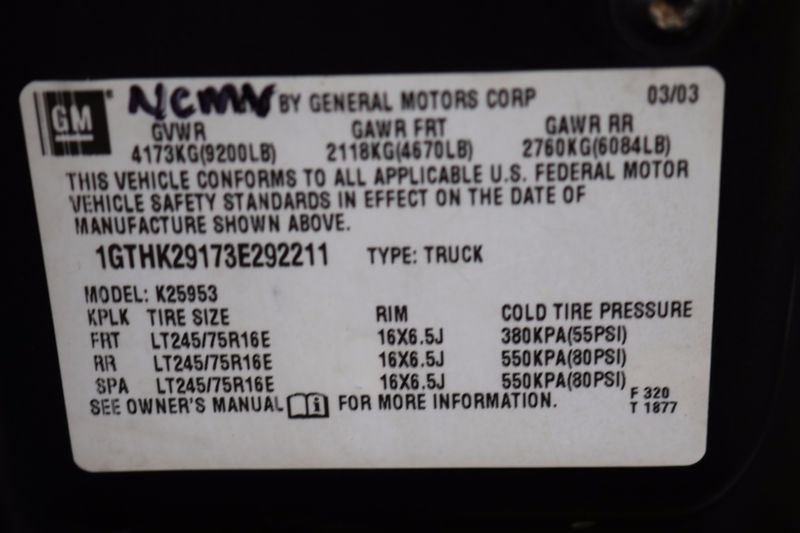 GM NCMV BY GENERAL MOTORS CORP 03/03
GVWR GAWR FRT GAWR RR
4173KG(9200LB) 2118KG(4670LB) 2760KG(6084LB)
THIS VEHICLE CONFORMS TO ALL APPLICABLE U.S. FEDERAL MOTOR
VEHICLE SAFETY STANDARDS IN EFFECT ON THE DATE OF
MANUFACTURE SHOWN ABOVE.
1GTHK29173E292211 TYPE: TRUCK
MODEL: K25953
KPLK TIRE SIZE RIM COLD TIRE PRESSURE
FRT LT245/75R16E 16X6.5J 380KPA(55PSI)
RR LT245/75R16E 16X6.5J 550KPA(80PSI)
SPA LT245/75R16E 16X6.5J 550KPA(80PSI)
SEE OWNER'S MANUAL i FOR MORE INFORMATION.
F 320
T 1877